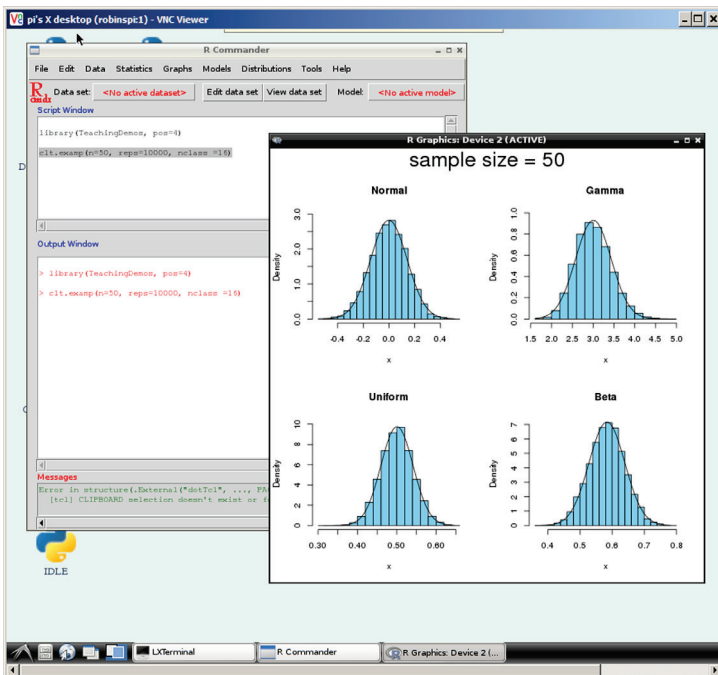 pi's X desktop (robinspi:1) - VNC Viewer
R Commander
File Edit Data Statistics Graphs Models Distributions Tools Help
R cmdr Data set: <No active dataset> Edit data set View data set Model: <No active model>
Script Window
library(TeachingDemos, pos=4)
clt.examp(n=50, reps=10000, nclass =16)
Output Window
> library(TeachingDemos, pos=4)
> clt.examp(n=50, reps=10000, nclass =16)
Messages
Error in structure(.External("dotTcl", ..., PA
[tcl] CLIPBOARD selection doesn't exist or f
R Graphics: Device 2 (ACTIVE)
sample size = 50
Normal
Density
0.0 1.0 2.0 3.0
-0.4 -0.2 0.0 0.2 0.4
x
Gamma
Density
0.0 0.2 0.4 0.6 0.8 1.0
1.5 2.0 2.5 3.0 3.5 4.0 4.5 5.0
x
Uniform
Density
0 2 4 6 8 10
0.30 0.40 0.50 0.60
x
Beta
Density
0 1 2 3 4 5 6 7
0.4 0.5 0.6 0.7 0.8
x
IDLE
LXTerminal
R Commander
R Graphics: Device 2 (...